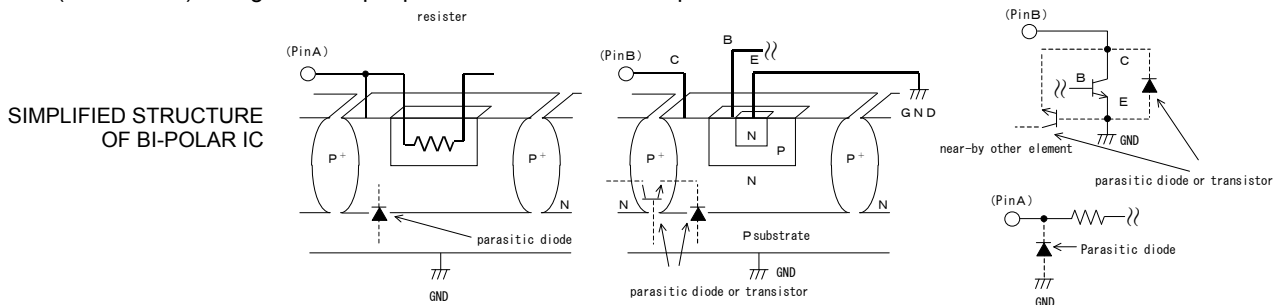 resister
SIMPLIFIED STRUCTURE
OF BI-POLAR IC
(PinA)
P+
P+
N
parasitic diode
GND
(PinB)
C
B
E
GND
N
P
P+
N
P+
N
N
P substrate
GND
parasitic diode or transistor
(PinB)
C
B
E
GND
near-by other element
parasitic diode or transistor
(PinA)
Parasitic diode
GND